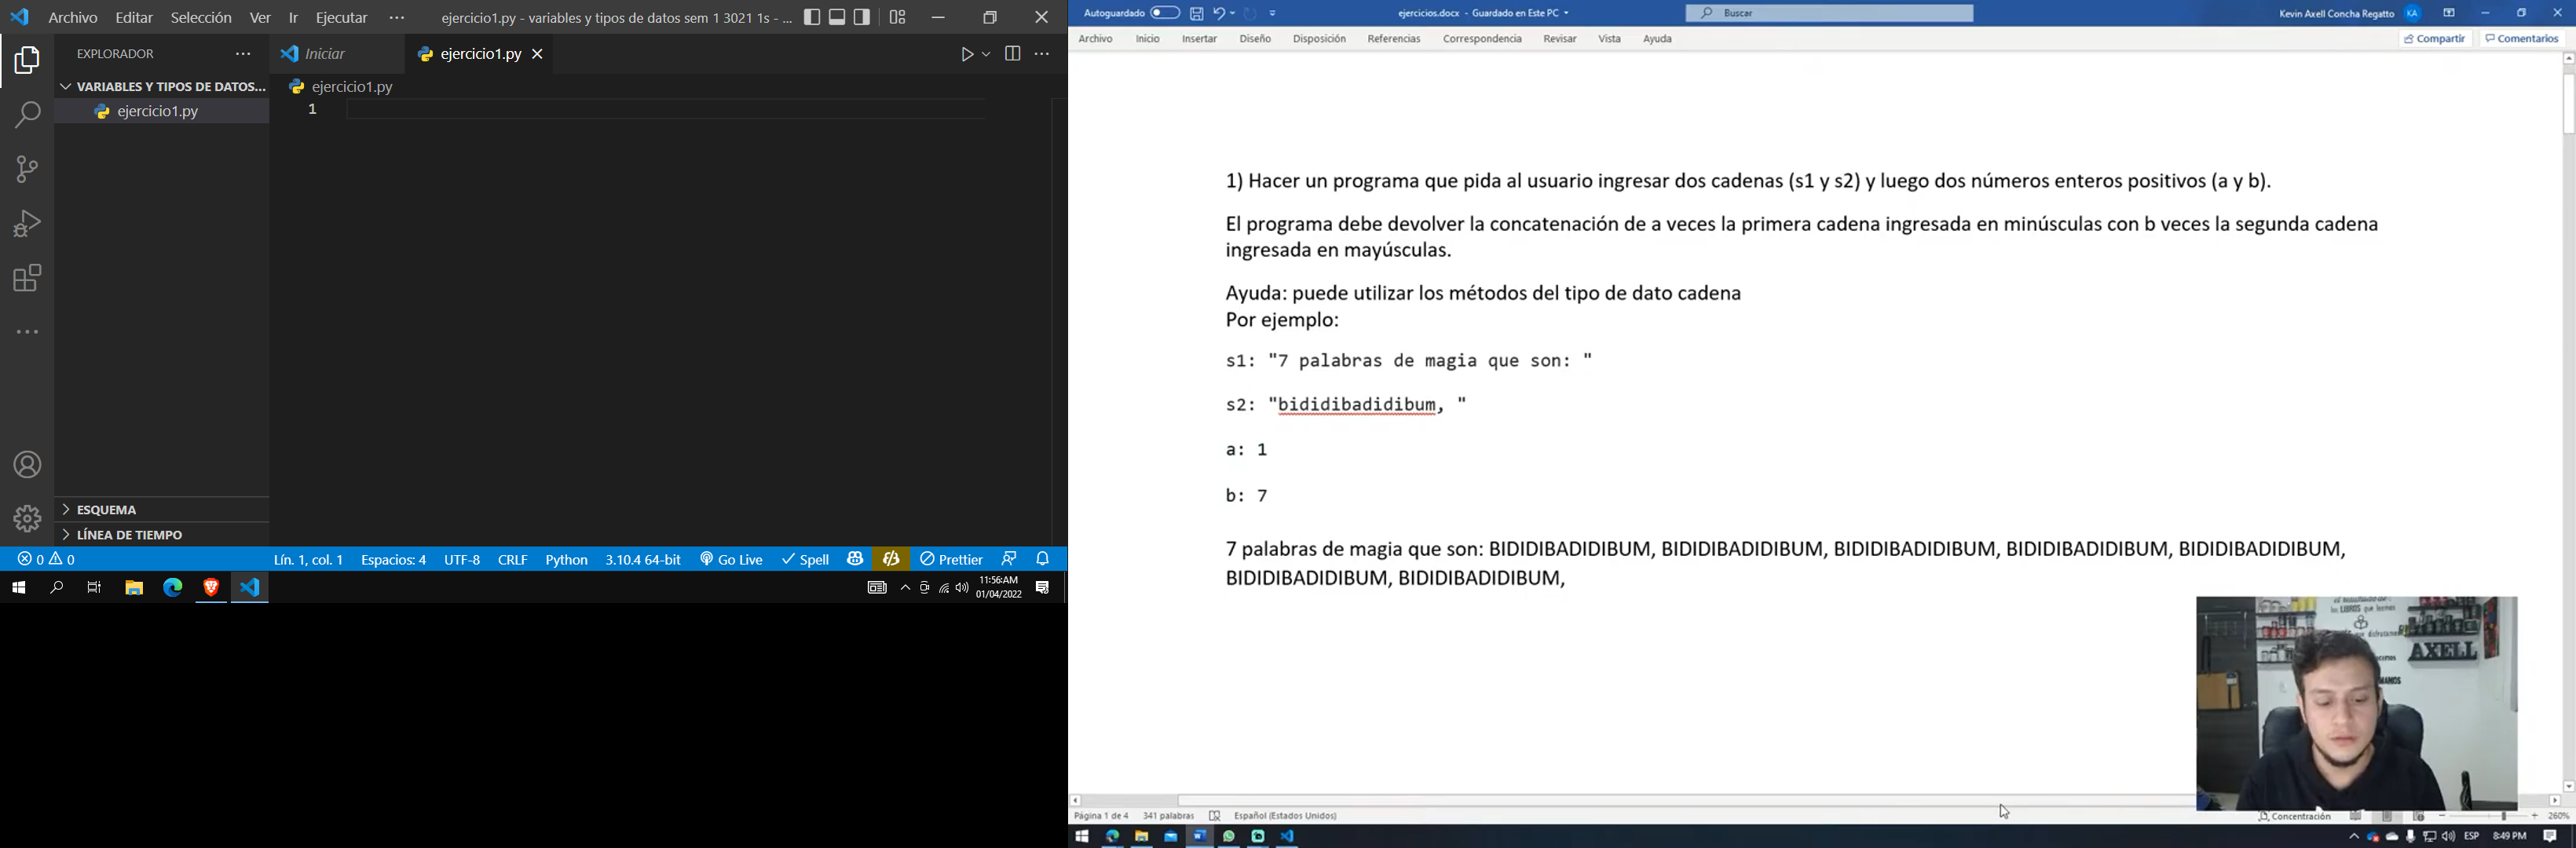 Archivo Editar Selección Ver Ir Ejecutar ··· ejercicio1.py - variables y tipos de datos sem 1 3021 1s - ...
EXPLORADOR ···
Iniciar
ejercicio1.py
VARIABLES Y TIPOS DE DATOS...
ejercicio1.py
ejercicio1.py
1
ESQUEMA
LÍNEA DE TIEMPO
0 0 Lín. 1, col. 1 Espacios: 4 UTF-8 CRLF Python 3.10.4 64-bit Go Live Spell Prettier
11:56 AM
01/04/2022
Autoguardado ejercicios.docx - Guardado en Este PC Buscar Kevin Axell Concha Regatto KA
Archivo Inicio Insertar Diseño Disposición Referencias Correspondencia Revisar Vista Ayuda Compartir Comentarios
1) Hacer un programa que pida al usuario ingresar dos cadenas (s1 y s2) y luego dos números enteros positivos (a y b).
El programa debe devolver la concatenación de a veces la primera cadena ingresada en minúsculas con b veces la segunda cadena
ingresada en mayúsculas.
Ayuda: puede utilizar los métodos del tipo de dato cadena
Por ejemplo:
s1: "7 palabras de magia que son: "
s2: "bididibadidibum, "
a: 1
b: 7
7 palabras de magia que son: BIDIDIBADIDIBUM, BIDIDIBADIDIBUM, BIDIDIBADIDIBUM, BIDIDIBADIDIBUM, BIDIDIBADIDIBUM,
BIDIDIBADIDIBUM, BIDIDIBADIDIBUM,
LIBROS que leemos
AXELL
Página 1 de 4 341 palabras Español (Estados Unidos) Concentración 260%
ESP 8:49 PM